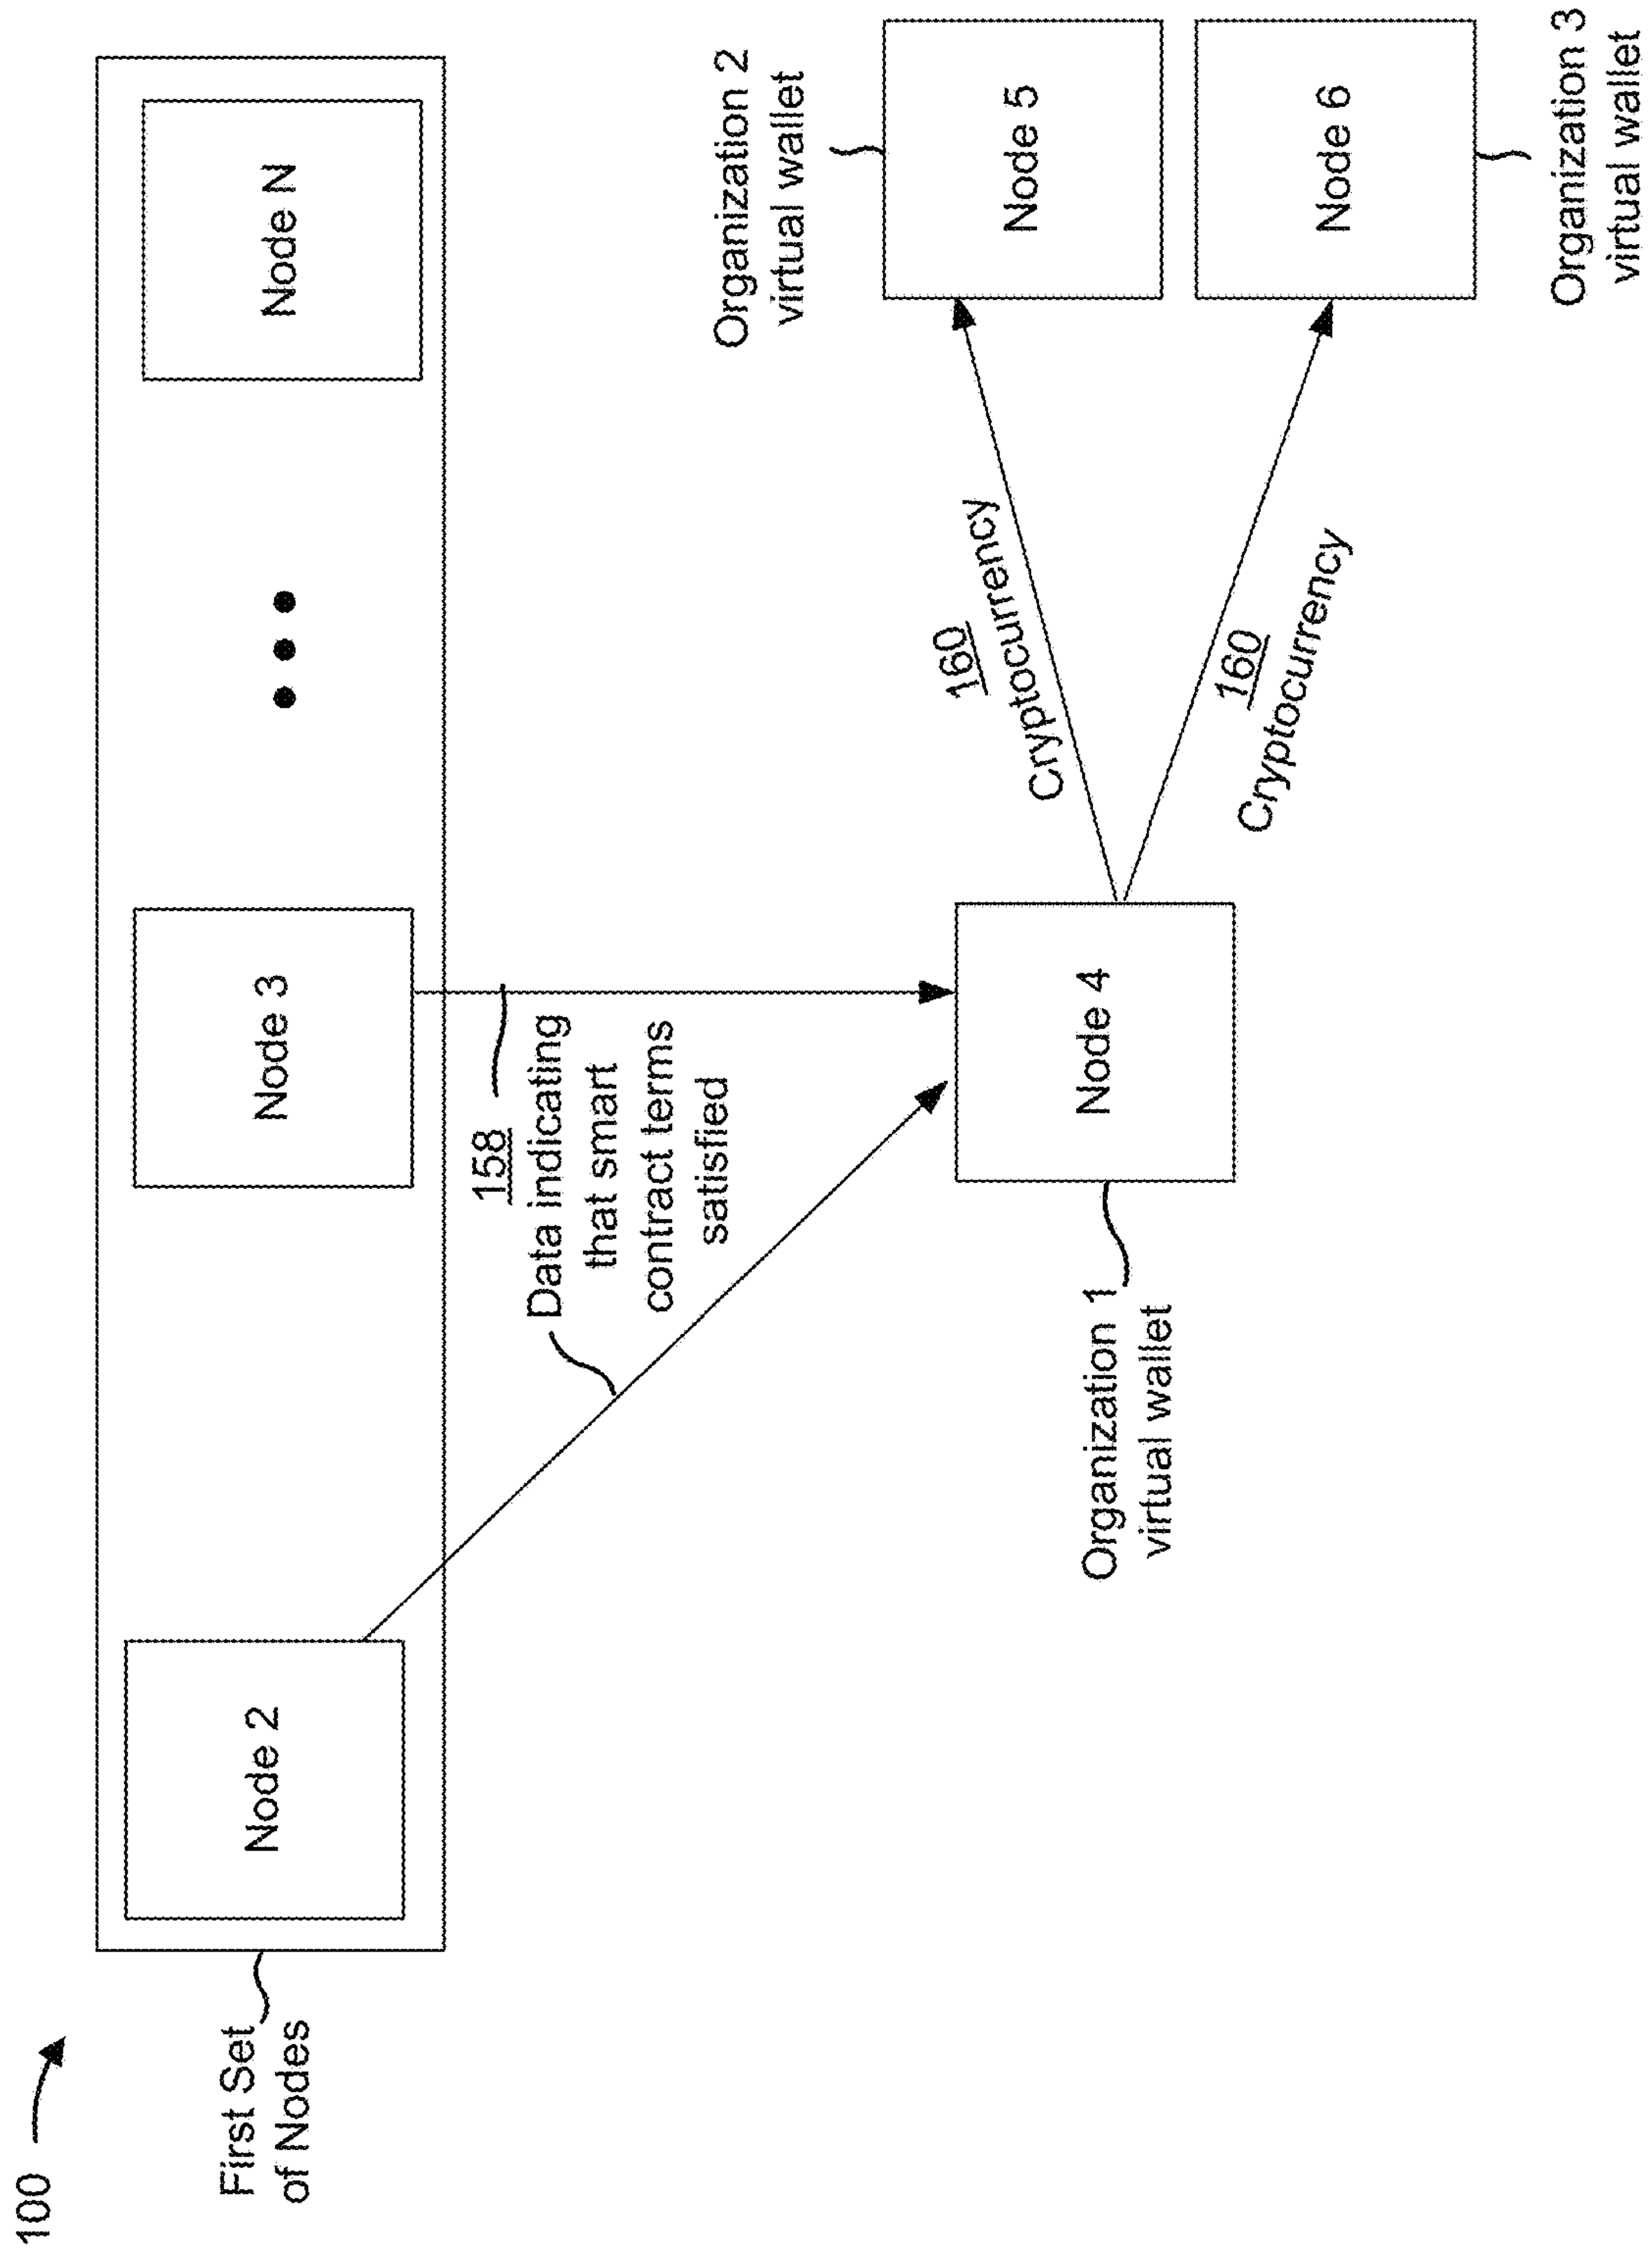 100
First Set
of Nodes
Node 2
Node 3
Node N
158
Data indicating
that smart
contract terms
satisfied
Organization 1
virtual wallet
Node 4
160
Cryptocurrency
160
Cryptocurrency
Organization 2
virtual wallet
Node 5
Node 6
Organization 3
virtual wallet